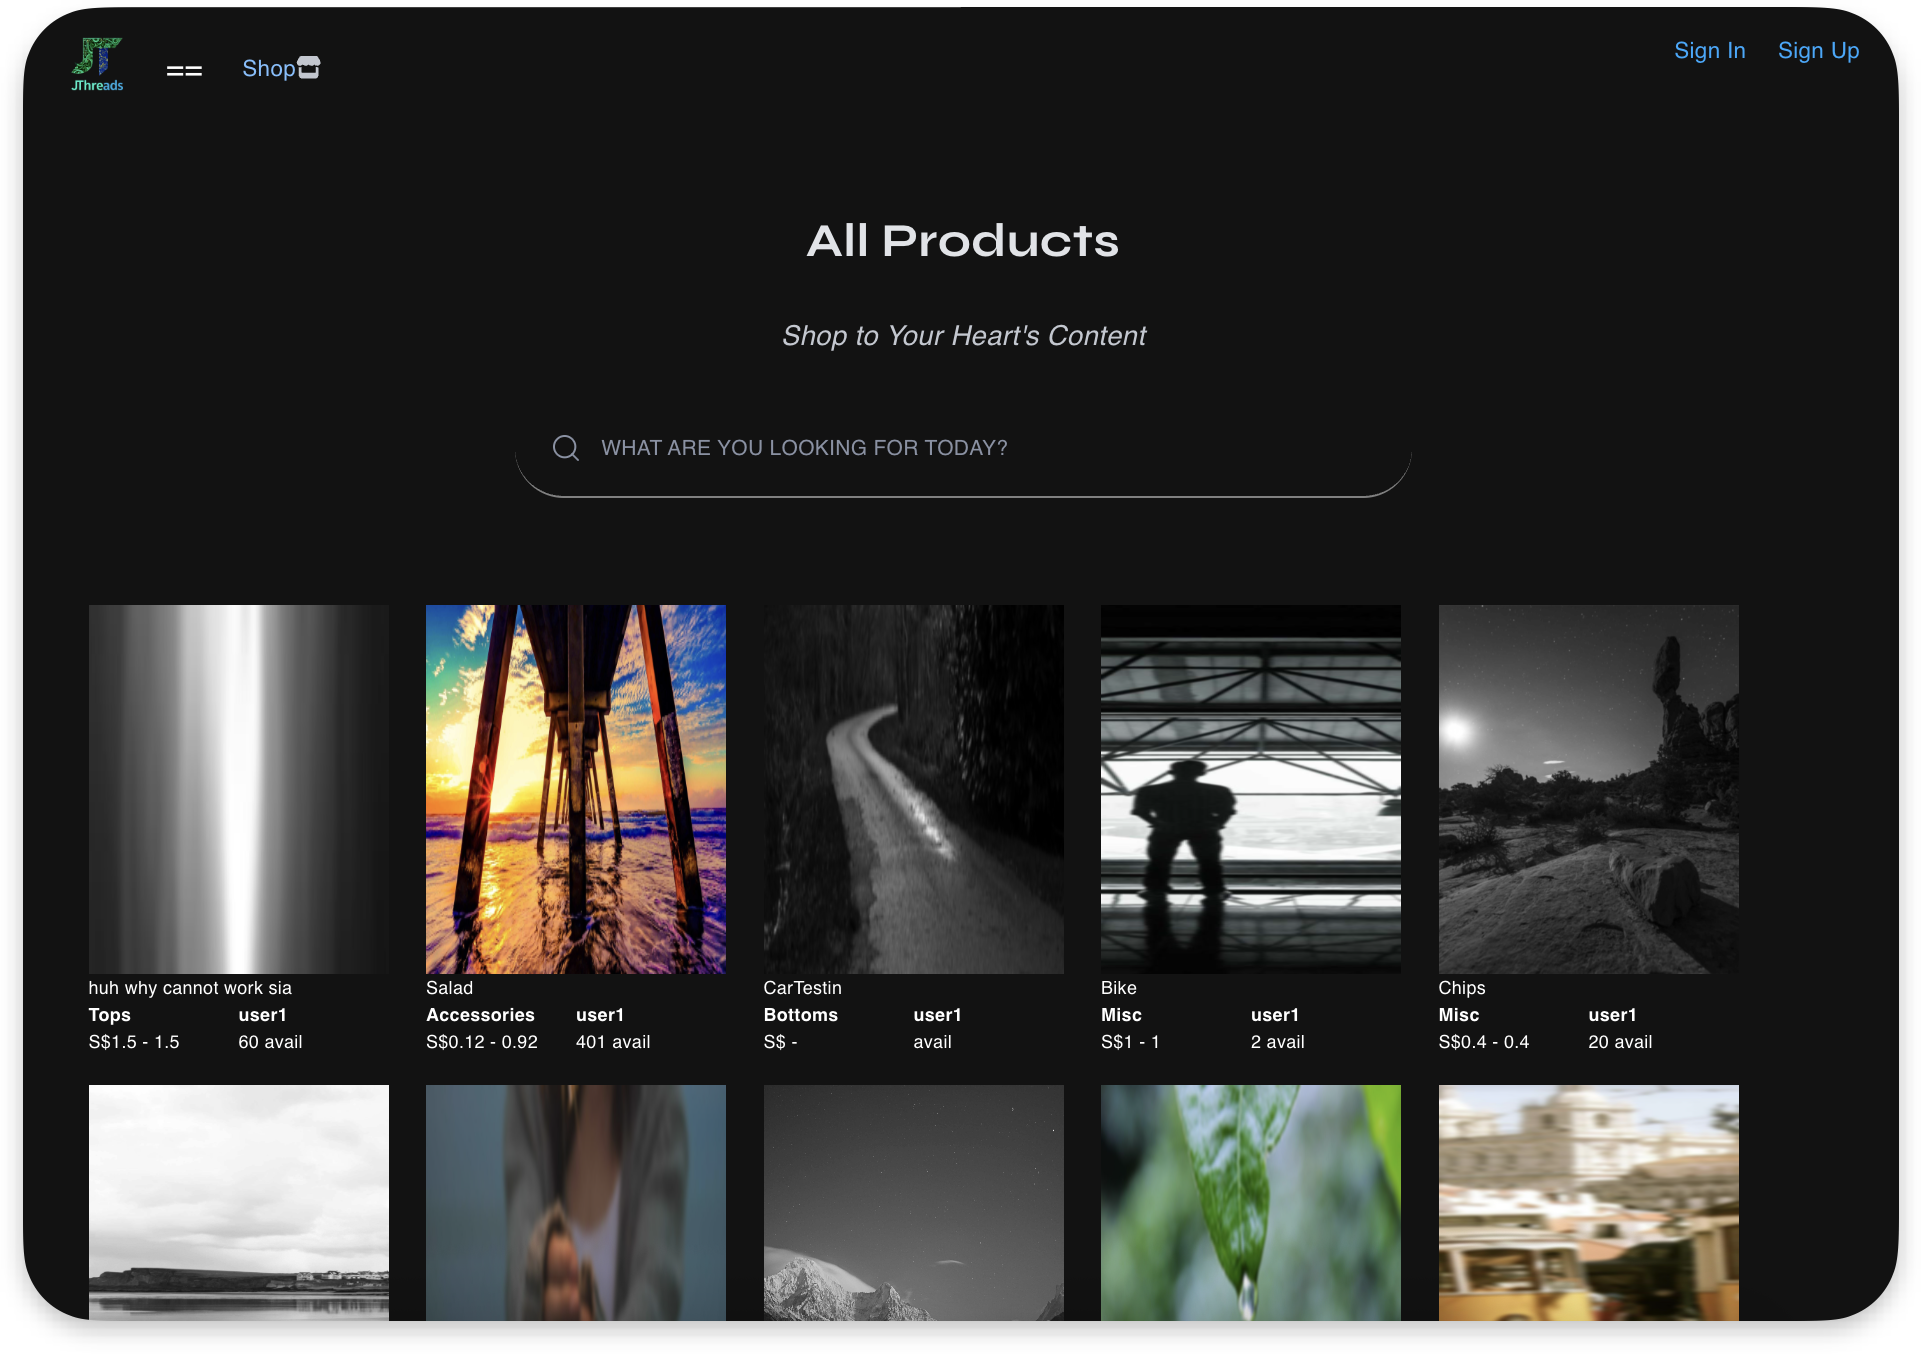 JT
JThreads
==
Shop
Sign In
Sign Up
All Products
Shop to Your Heart's Content
WHAT ARE YOU LOOKING FOR TODAY?
huh why cannot work sia
Tops user1
S$1.5 - 1.5 60 avail
Salad
Accessories user1
S$0.12 - 0.92 401 avail
CarTestin
Bottoms user1
S$ - avail
Bike
Misc user1
S$1 - 1 2 avail
Chips
Misc user1
S$0.4 - 0.4 20 avail